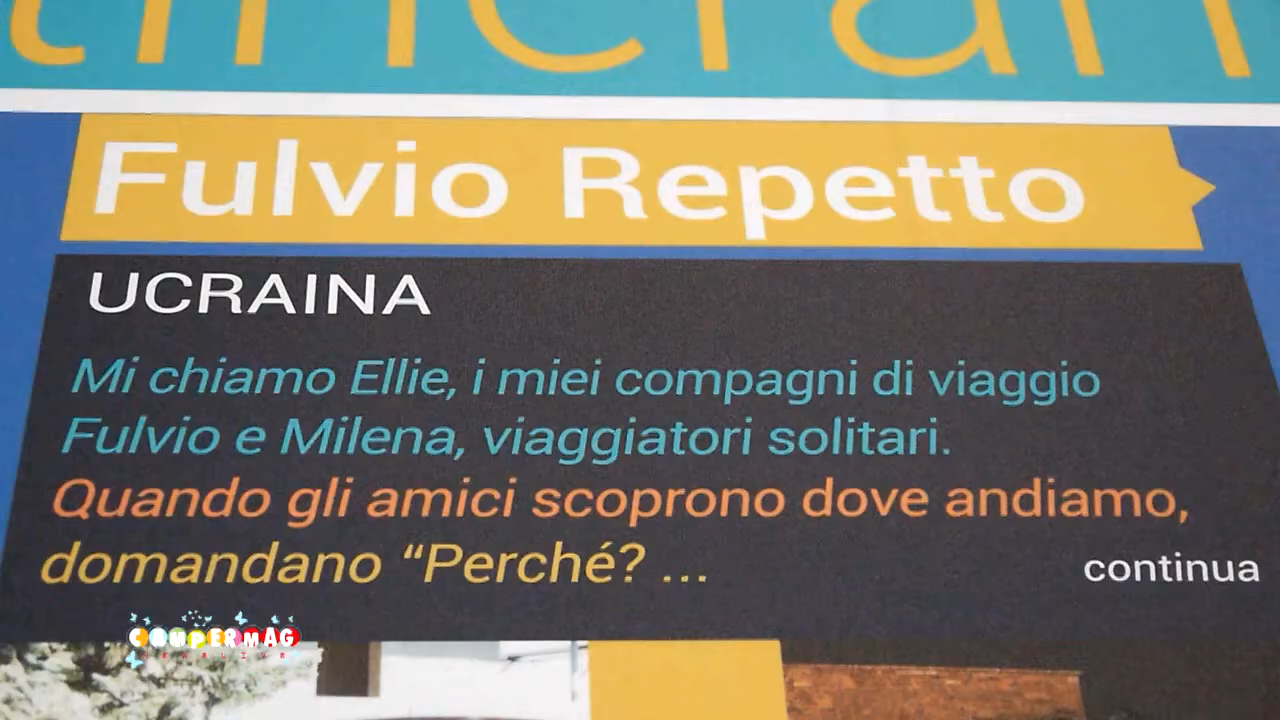 Fulvio Repetto
UCRAINA
Mi chiamo Ellie, i miei compagni di viaggio
Fulvio e Milena, viaggiatori solitari.
Quando gli amici scoprono dove andiamo,
domandano “Perché? ...
continua
CAMPERMAG